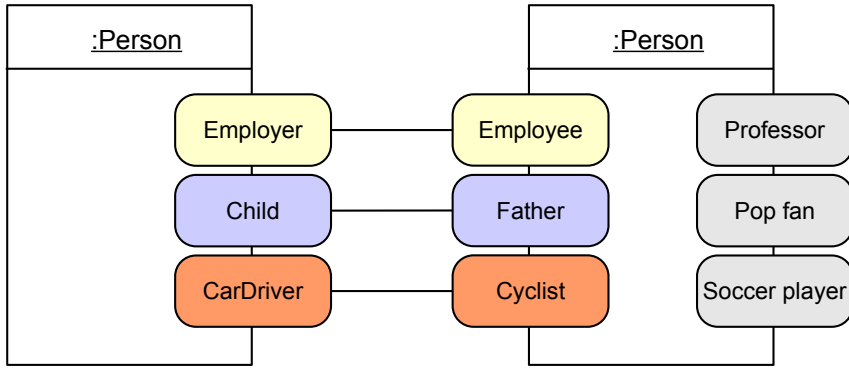 :Person
:Person
Employer
Employee
Professor
Child
Father
Pop fan
CarDriver
Cyclist
Soccer player